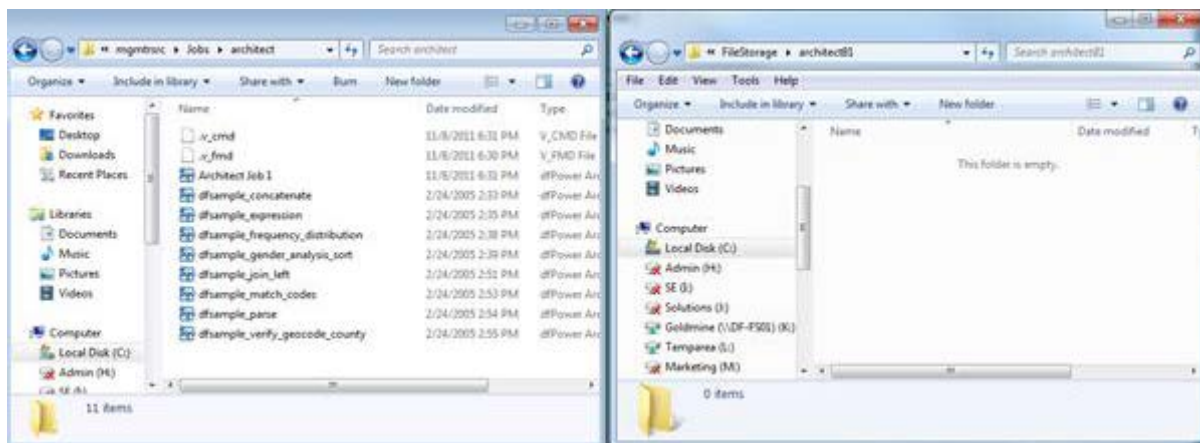 « mgmtrsrc ▸ Jobs ▸ architect
Search architect
Organize
Include in library
Share with
Burn
New folder
Favorites
Desktop
Downloads
Recent Places
Libraries
Documents
Music
Pictures
Videos
Computer
Local Disk (C:)
Admin (H:)
SE (I:)
Name Date modified Type
.v_cmd 11/8/2011 6:31 PM V_CMD File
.v_fmd 11/8/2011 6:30 PM V_FMD File
Architect Job 1 11/8/2011 6:31 PM dfPower Arc
dfsample_concatenate 2/24/2005 2:33 PM dfPower Arc
dfsample_expression 2/24/2005 2:35 PM dfPower Arc
dfsample_frequency_distribution 2/24/2005 2:38 PM dfPower Arc
dfsample_gender_analysis_sort 2/24/2005 2:39 PM dfPower Arc
dfsample_join_left 2/24/2005 2:51 PM dfPower Arc
dfsample_match_codes 2/24/2005 2:53 PM dfPower Arc
dfsample_parse 2/24/2005 2:54 PM dfPower Arc
dfsample_verify_geocode_county 2/24/2005 2:55 PM dfPower Arc
11 items
« FileStorage ▸ architect81
Search architect81
File Edit View Tools Help
Organize
Include in library
Share with
New folder
Documents
Music
Pictures
Videos
Computer
Local Disk (C:)
Admin (H:)
SE (I:)
Solutions (J:)
Goldmine (\\DF-FS01) (K:)
Temparea (L:)
Marketing (M:)
Name Date modified
This folder is empty.
0 items